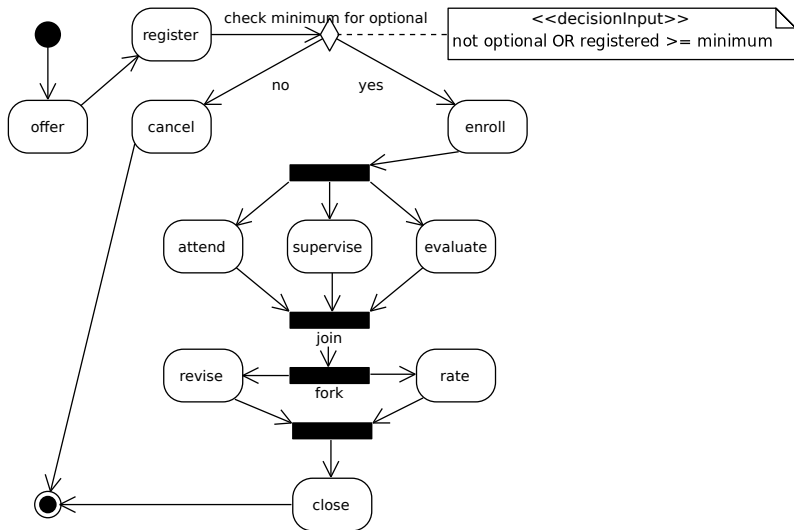 check minimum for optional
<<decisionInput>>
not optional OR registered >= minimum
register
no
yes
offer
cancel
enroll
attend
supervise
evaluate
join
revise
rate
fork
close